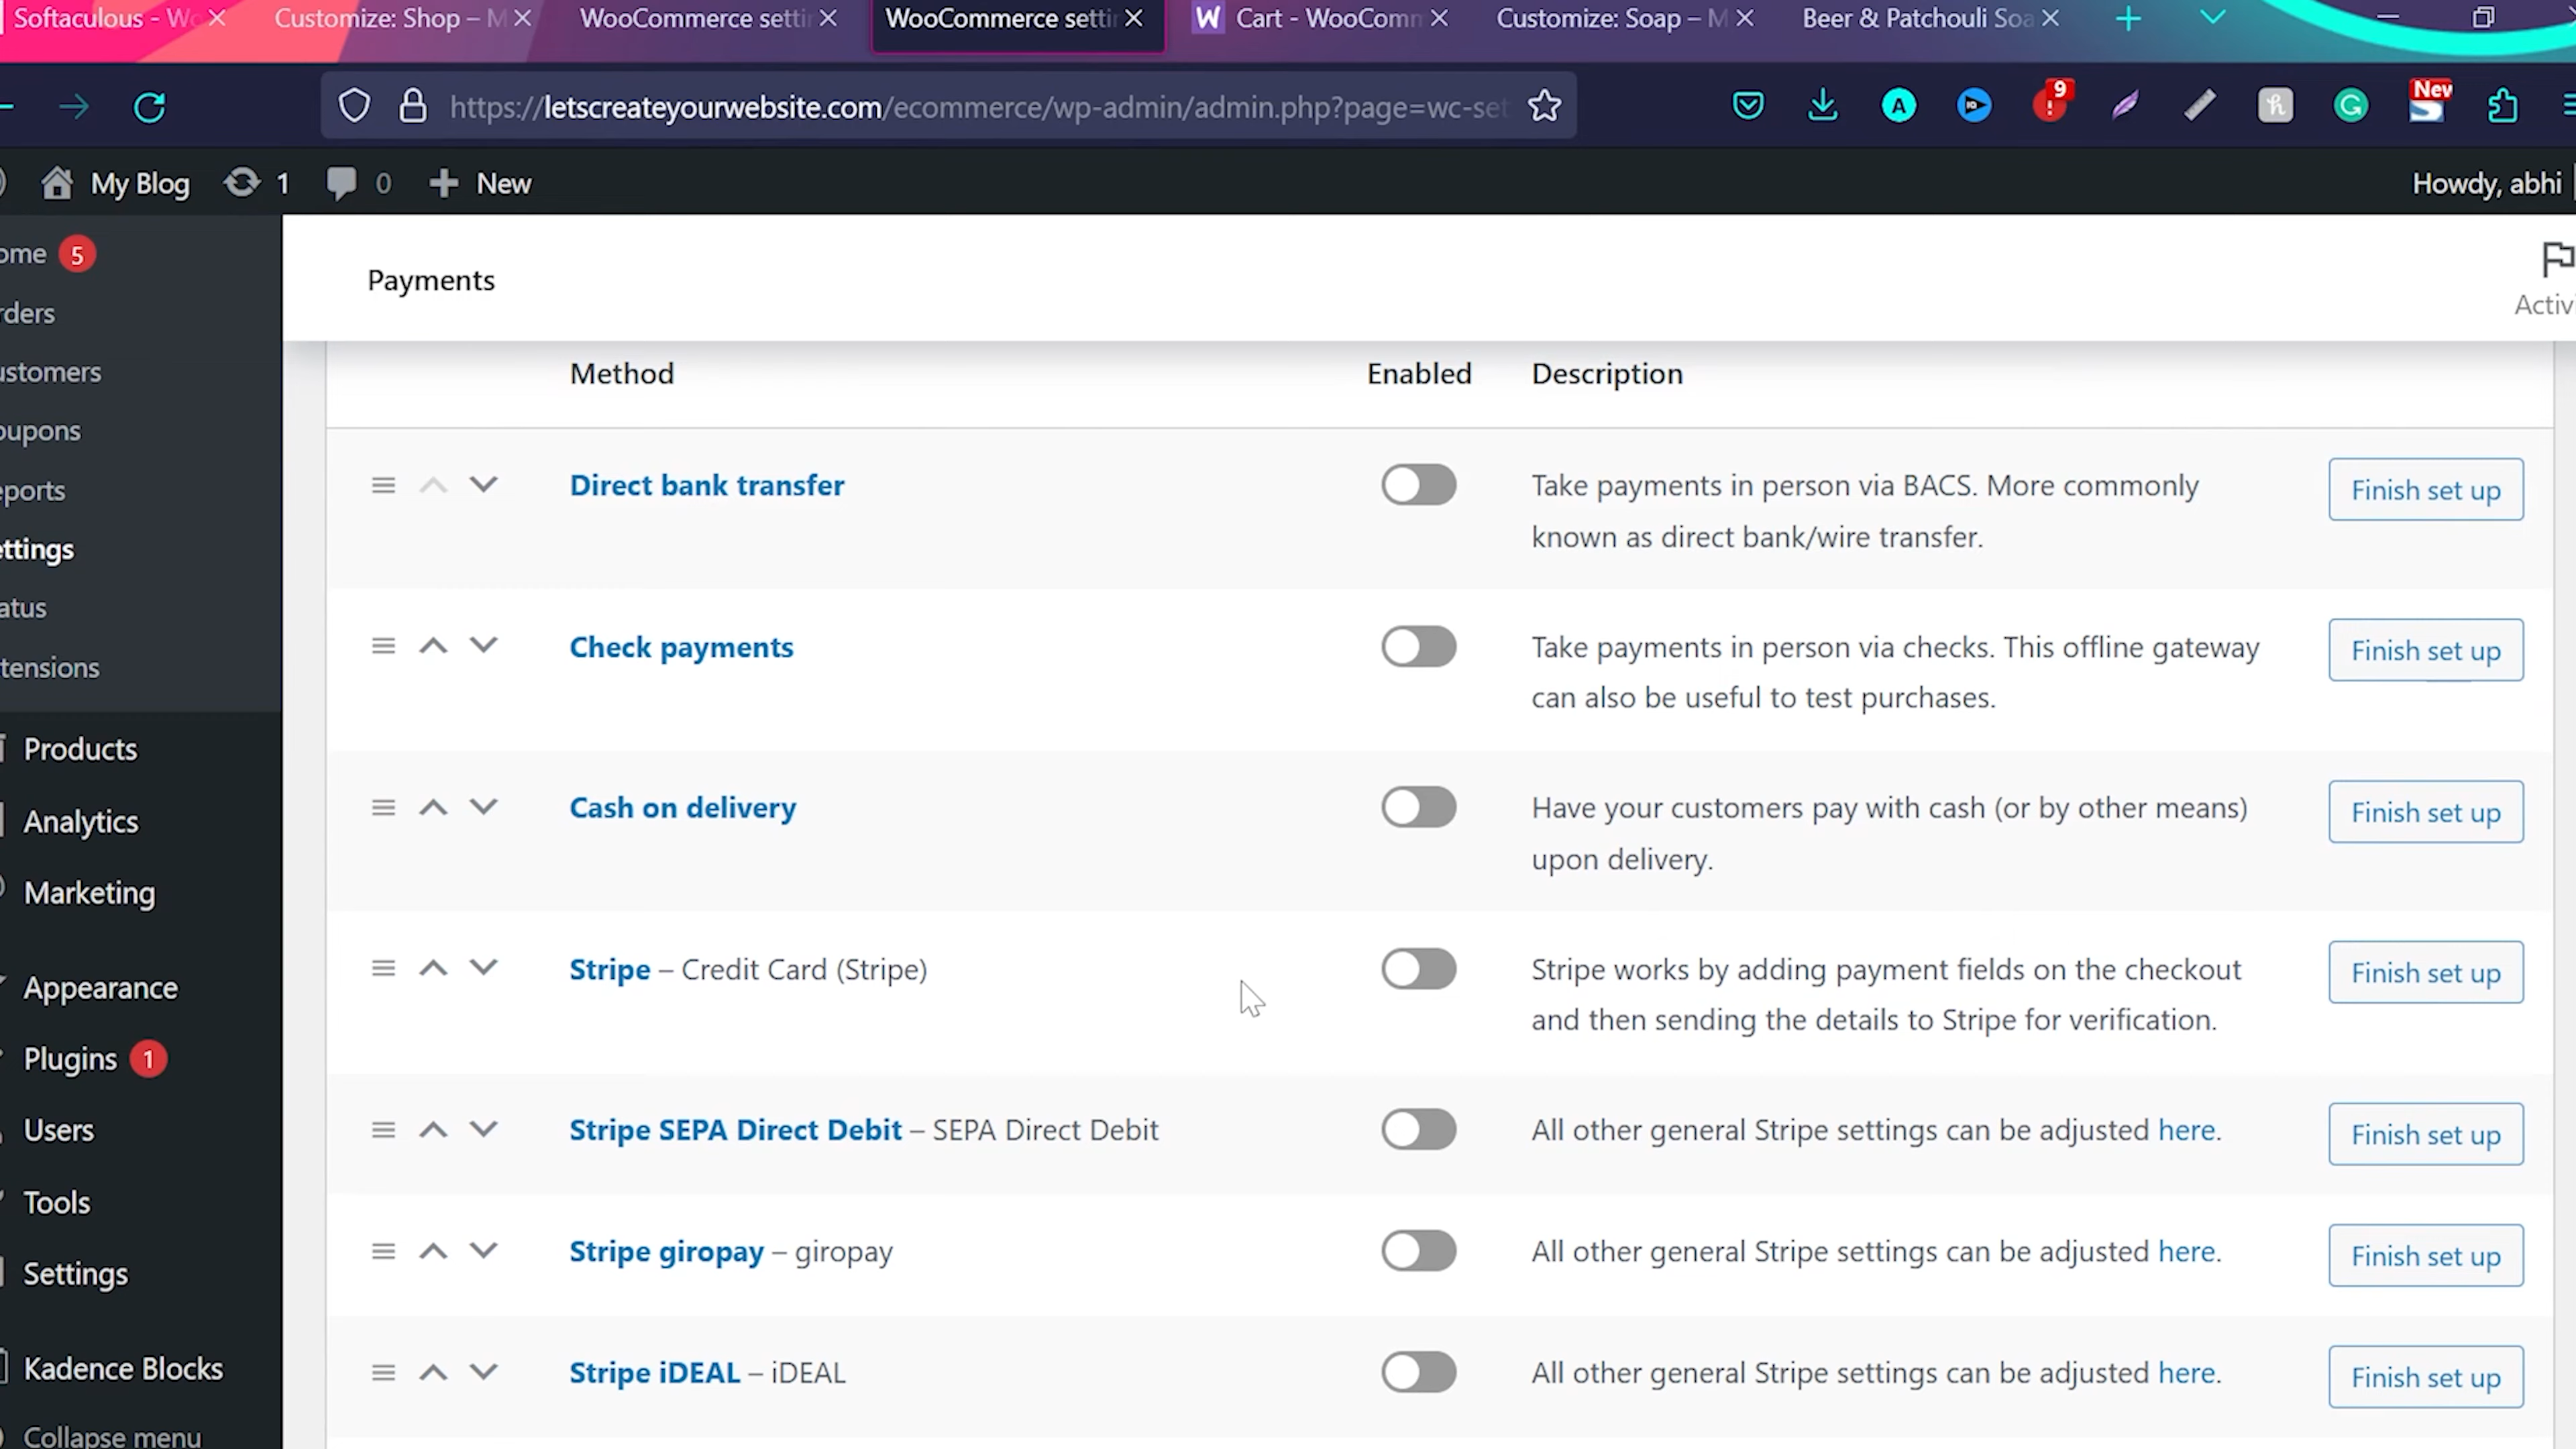 Softaculous - Wo
Customize: Shop – M
WooCommerce setti
WooCommerce setti
W Cart - WooComm
Customize: Soap – M
Beer & Patchouli Soa
https://letscreateyourwebsite.com/ecommerce/wp-admin/admin.php?page=wc-set
9
New
My Blog 1 0 New
Howdy, abhi
ome 5
rders
ustomers
oupons
eports
ettings
atus
tensions
Products
Analytics
Marketing
Appearance
Plugins 1
Users
Tools
Settings
Kadence Blocks
Collapse menu
Payments
Activi
Method Enabled Description
Direct bank transfer
Take payments in person via BACS. More commonly
known as direct bank/wire transfer.
Finish set up
Check payments
Take payments in person via checks. This offline gateway
can also be useful to test purchases.
Finish set up
Cash on delivery
Have your customers pay with cash (or by other means)
upon delivery.
Finish set up
Stripe – Credit Card (Stripe)
Stripe works by adding payment fields on the checkout
and then sending the details to Stripe for verification.
Finish set up
Stripe SEPA Direct Debit – SEPA Direct Debit
All other general Stripe settings can be adjusted here.
Finish set up
Stripe giropay – giropay
All other general Stripe settings can be adjusted here.
Finish set up
Stripe iDEAL – iDEAL
All other general Stripe settings can be adjusted here.
Finish set up